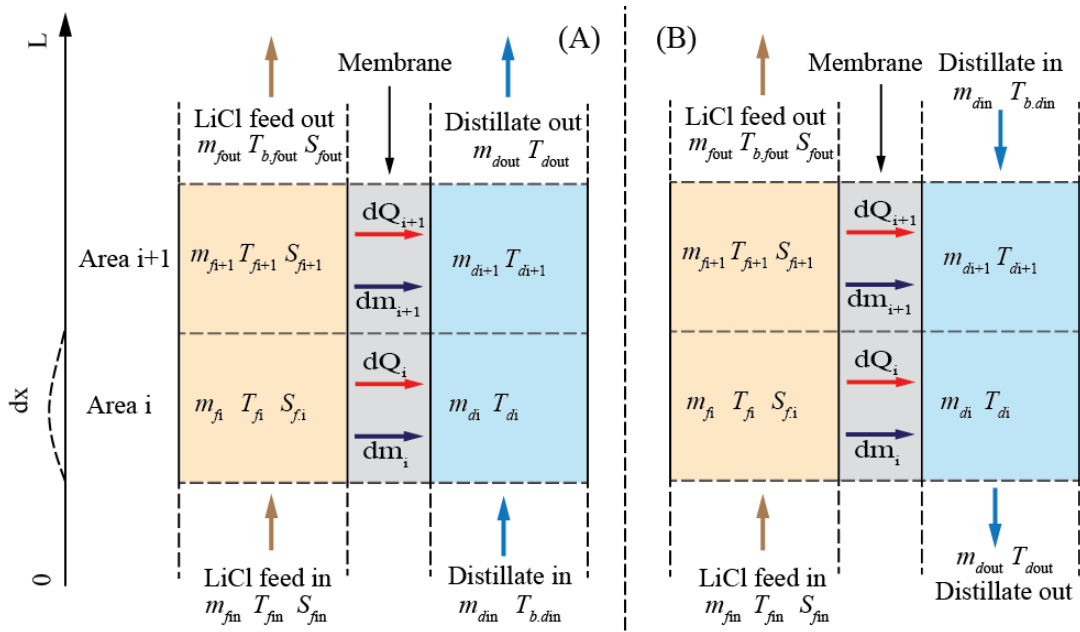 L
(A)
Membrane
LiCl feed out
m_fout T_b,fout S_fout
Distillate out
m_dout T_dout
Area i+1
m_fi+1 T_fi+1 S_fi+1
dQ_i+1
dm_i+1
m_di+1 T_di+1
dx
Area i
m_fi T_fi S_f,i
dQ_i
dm_i
m_di T_di
0
LiCl feed in
m_fin T_fin S_fin
Distillate in
m_din T_b.din
(B)
Membrane
Distillate in
m_din T_b.din
LiCl feed out
m_fout T_b,fout S_fout
m_fi+1 T_fi+1 S_fi+1
dQ_i+1
dm_i+1
m_di+1 T_di+1
m_fi T_fi S_f,i
dQ_i
dm_i
m_di T_di
LiCl feed in
m_fin T_fin S_fin
m_dout T_dout
Distillate out